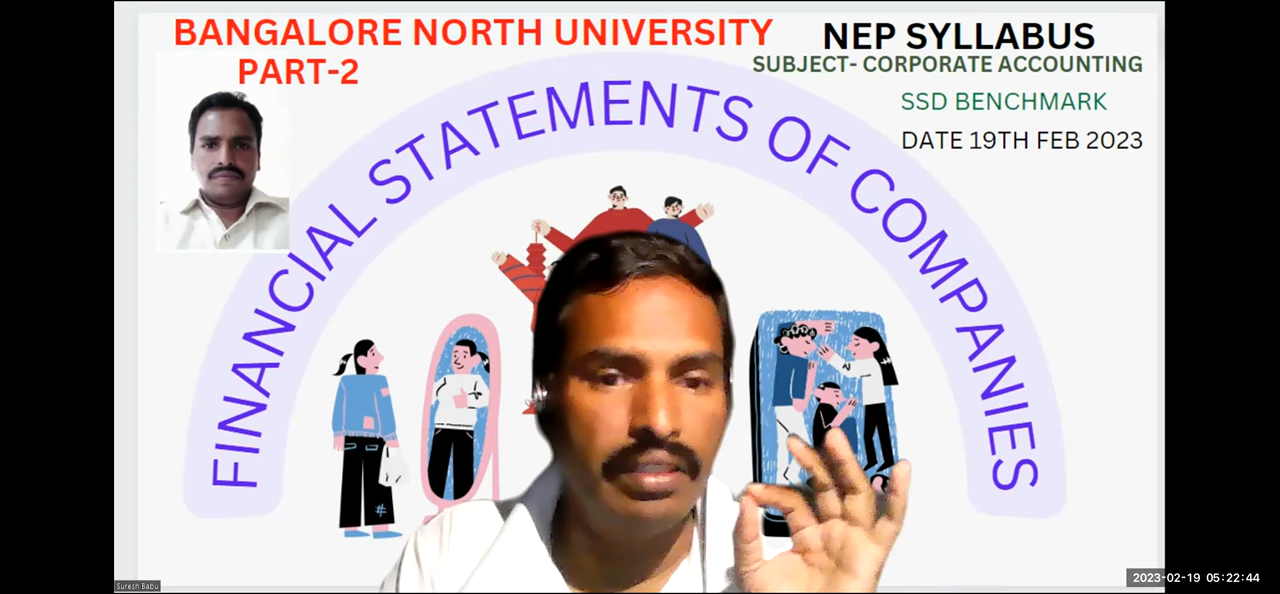 BANGALORE NORTH UNIVERSITY
PART-2
NEP SYLLABUS
SUBJECT- CORPORATE ACCOUNTING
SSD BENCHMARK
DATE 19TH FEB 2023
FINANCIAL STATEMENTS OF COMPANIES
#
Suresh Babu
2023-02-19 05:22:44